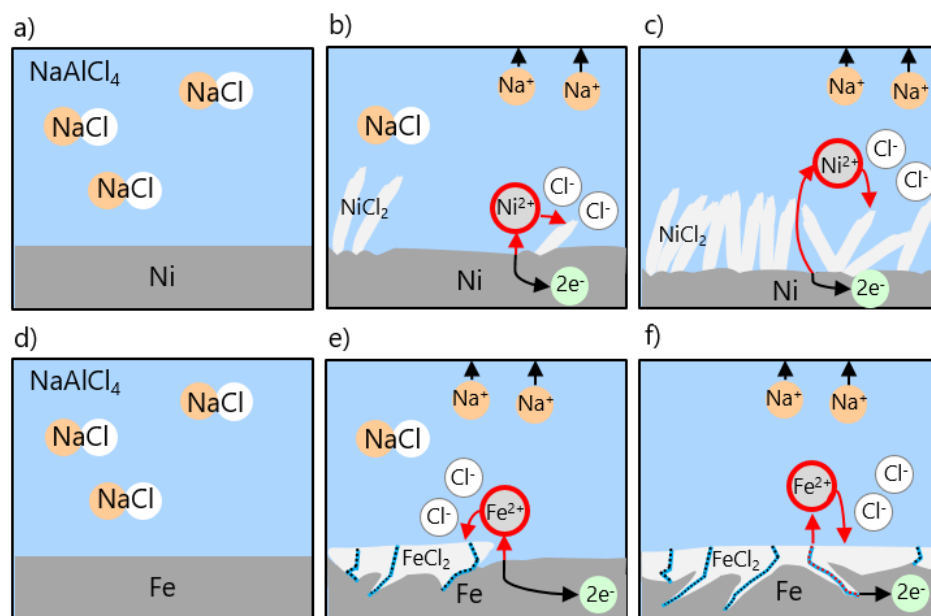 a)
NaAlCl₄
NaCl
NaCl
NaCl
Ni
b)
Na⁺
Na⁺
NaCl
Cl⁻
Cl⁻
Ni²⁺
NiCl₂
Ni
2e⁻
c)
Na⁺
Na⁺
Cl⁻
Ni²⁺
Cl⁻
NiCl₂
Ni
2e⁻
d)
NaAlCl₄
NaCl
NaCl
NaCl
Fe
e)
Na⁺
Na⁺
NaCl
Cl⁻
Cl⁻
Fe²⁺
FeCl₂
Fe
2e⁻
f)
Na⁺
Na⁺
Cl⁻
Fe²⁺
Cl⁻
FeCl₂
Fe
2e⁻